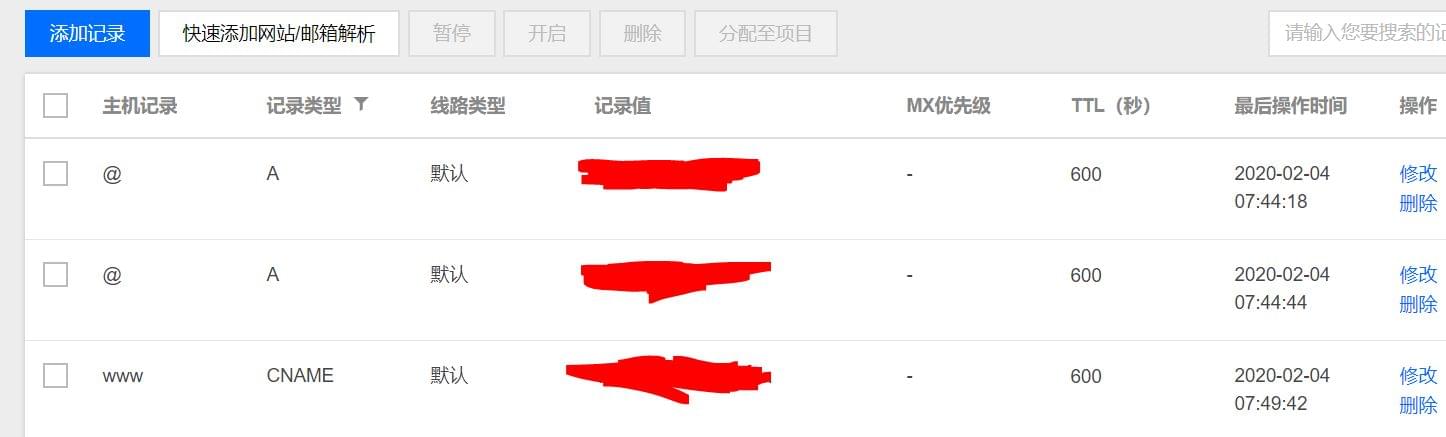 添加记录 快速添加网站/邮箱解析 暂停 开启 删除 分配至项目 请输入您要搜索的记
主机记录 记录类型 线路类型 记录值 MX优先级 TTL（秒） 最后操作时间 操作
@ A 默认 - 600 2020-02-04 修改
07:44:18 删除
@ A 默认 - 600 2020-02-04 修改
07:44:44 删除
www CNAME 默认 - 600 2020-02-04 修改
07:49:42 删除